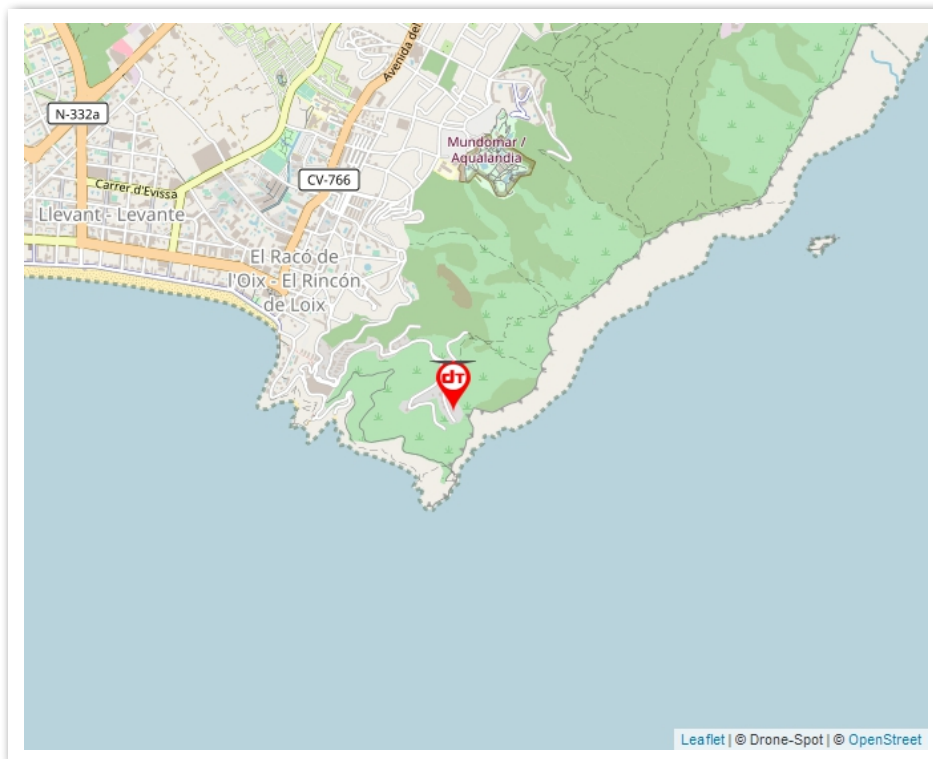 Avenida del
N-332a
Mundomar /
Aqualandia
CV-766
Carrer d'Evissa
Llevant - Levante
El Racó de
l'Oix - El Rincón
de Loix
dT
Leaflet | © Drone-Spot | © OpenStreet